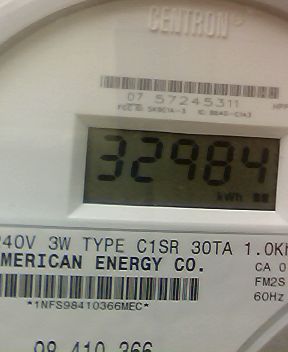 CENTRON
07 57245311
32984
kWh
240V 3W TYPE C1SR 30TA 1.0Kh
AMERICAN ENERGY CO.
CA 0
FM2S
60Hz
*1NFS98410366MEC*
98 410 366